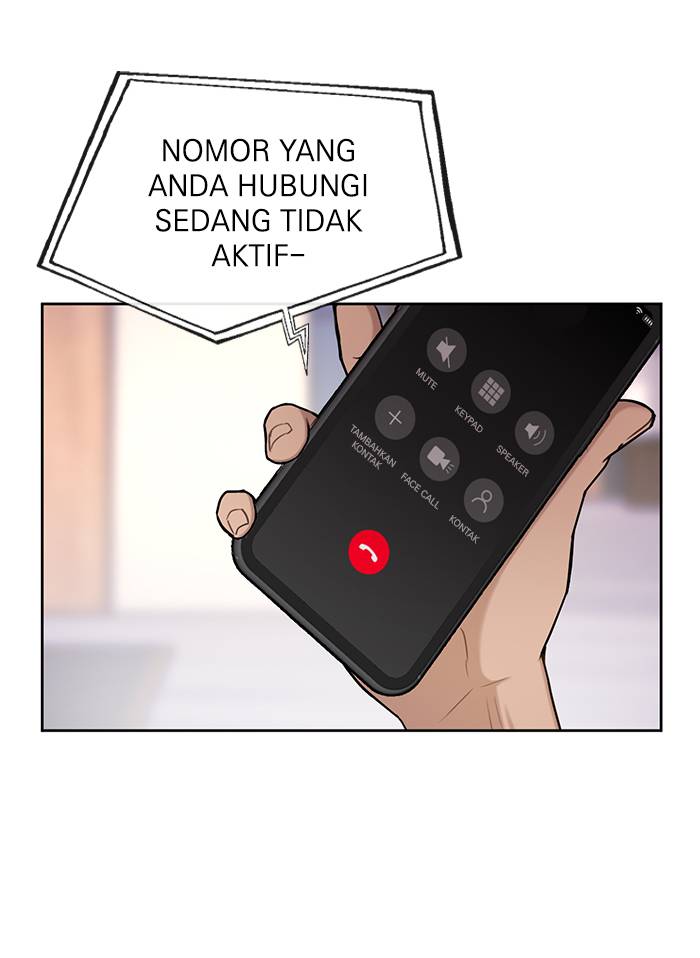 NOMOR YANG
ANDA HUBUNGI
SEDANG TIDAK
AKTIF-
MUTE
KEYPAD
SPEAKER
TAMBAHKAN
KONTAK
FACE CALL
KONTAK